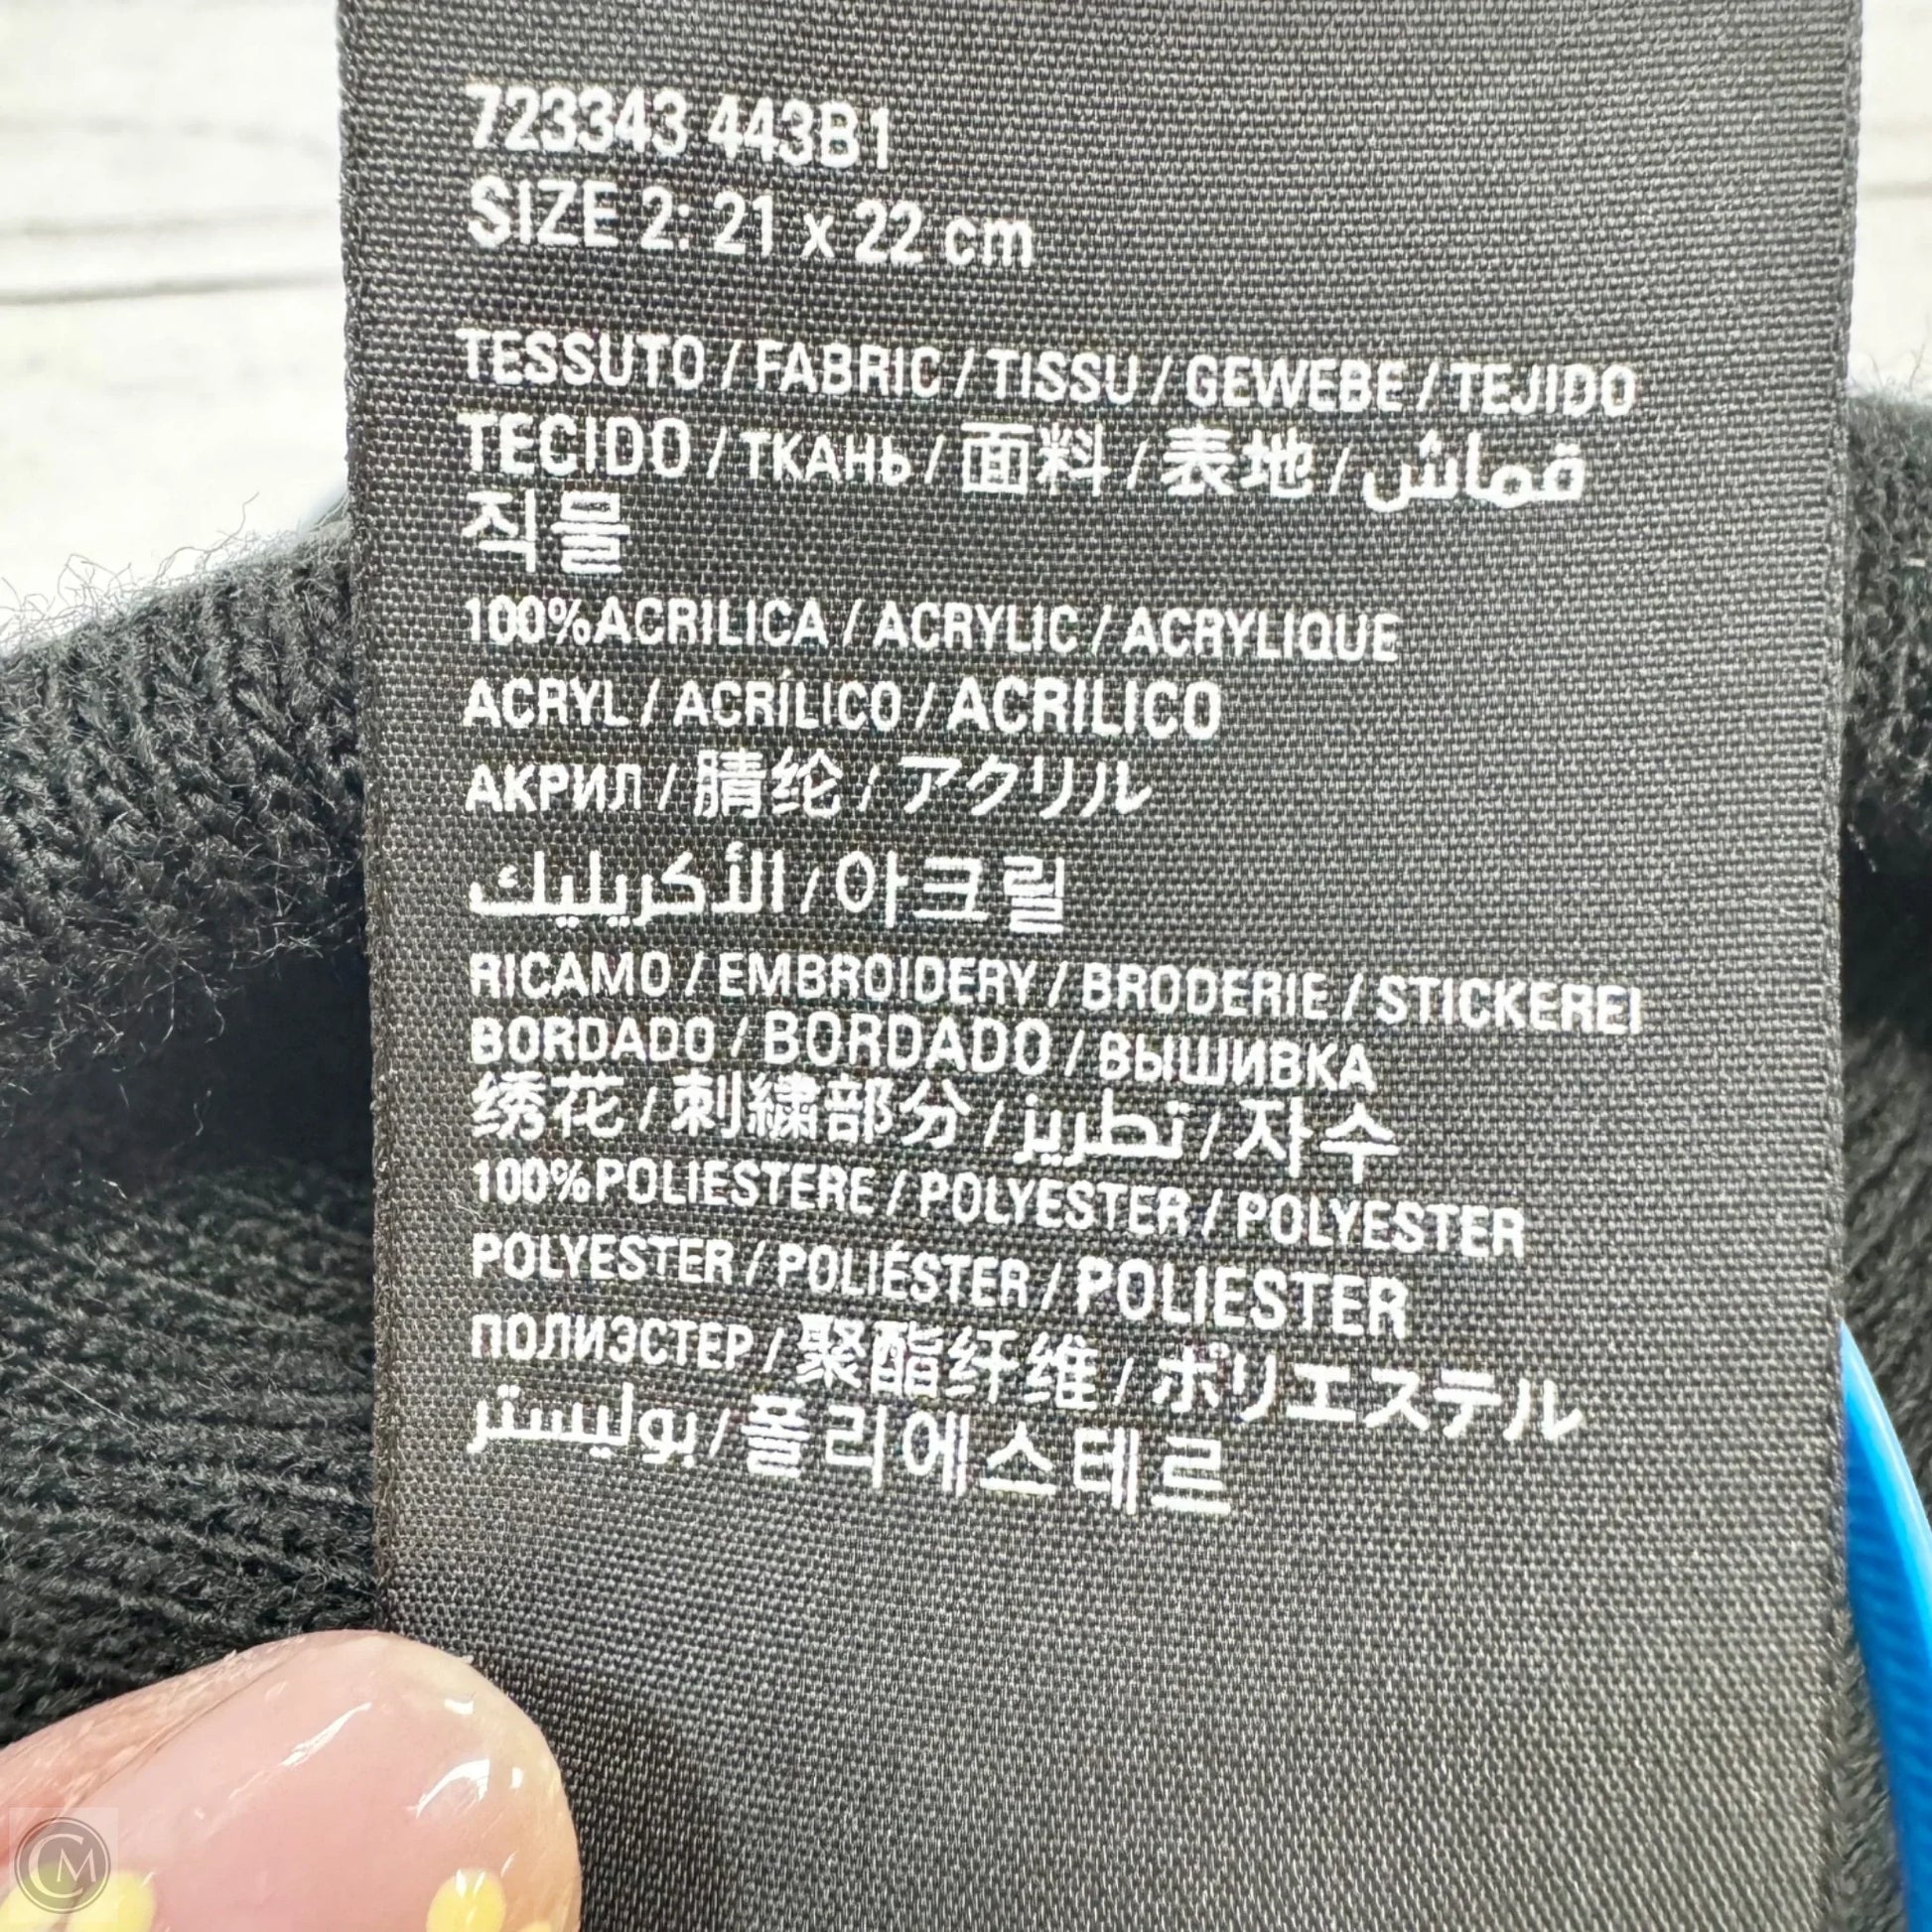 723343 443B1
SIZE 2: 21 x 22 cm
TESSUTO / FABRIC / TISSU / GEWEBE / TEJIDO
TECIDO / ТКАНЬ / 面料 / 表地 / قماش
직물
100%ACRILICA / ACRYLIC / ACRYLIQUE
ACRYL / ACRÍLICO / ACRILICO
АКРИЛ / 腈纶 / アクリル
الأكريليك / 아크릴
RICAMO / EMBROIDERY / BRODERIE / STICKEREI
BORDADO / BORDADO / ВЫШИВКА
绣花 / 刺繍部分 / تطريز / 자수
100%POLIESTERE / POLYESTER / POLYESTER
POLYESTER / POLIÉSTER / POLIESTER
ПОЛИЭСТЕР / 聚酯纤维 / ポリエステル
بوليستر / 폴리에스테르
CM